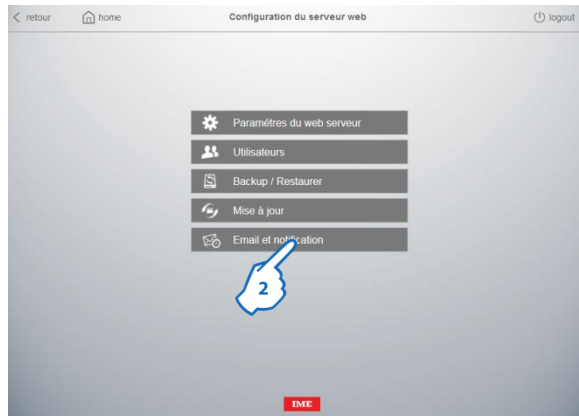 retour home Configuration du serveur web logout
Paramétres du web serveur
Utilisateurs
Backup / Restaurer
Mise à jour
Email et notification
2
IME